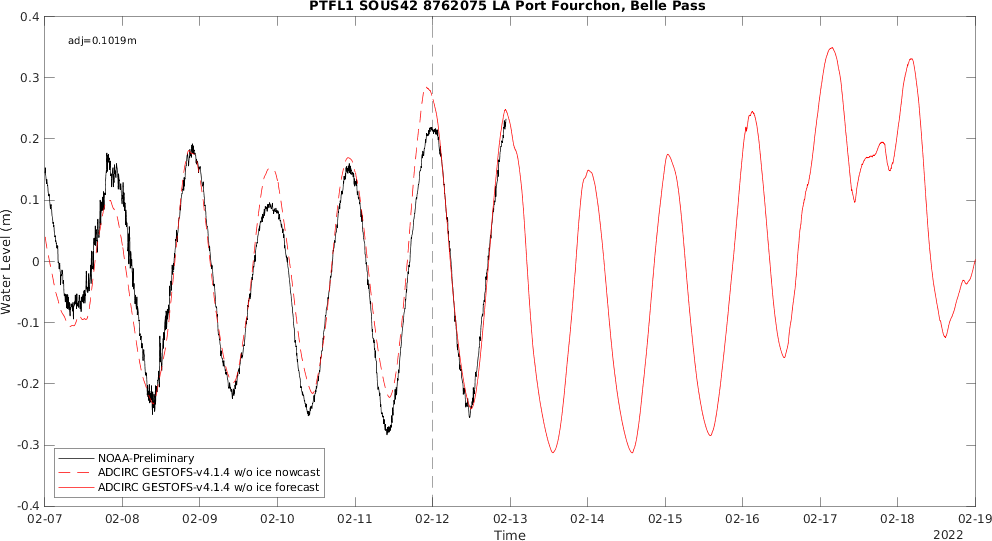 PTFL1 SOUS42 8762075 LA Port Fourchon, Belle Pass
adj=0.1019m
0.4
0.3
0.2
0.1
0
-0.1
-0.2
-0.3
-0.4
Water Level (m)
NOAA-Preliminary
ADCIRC GESTOFS-v4.1.4 w/o ice nowcast
ADCIRC GESTOFS-v4.1.4 w/o ice forecast
02-07 02-08 02-09 02-10 02-11 02-12 02-13 02-14 02-15 02-16 02-17 02-18 02-19
Time
2022